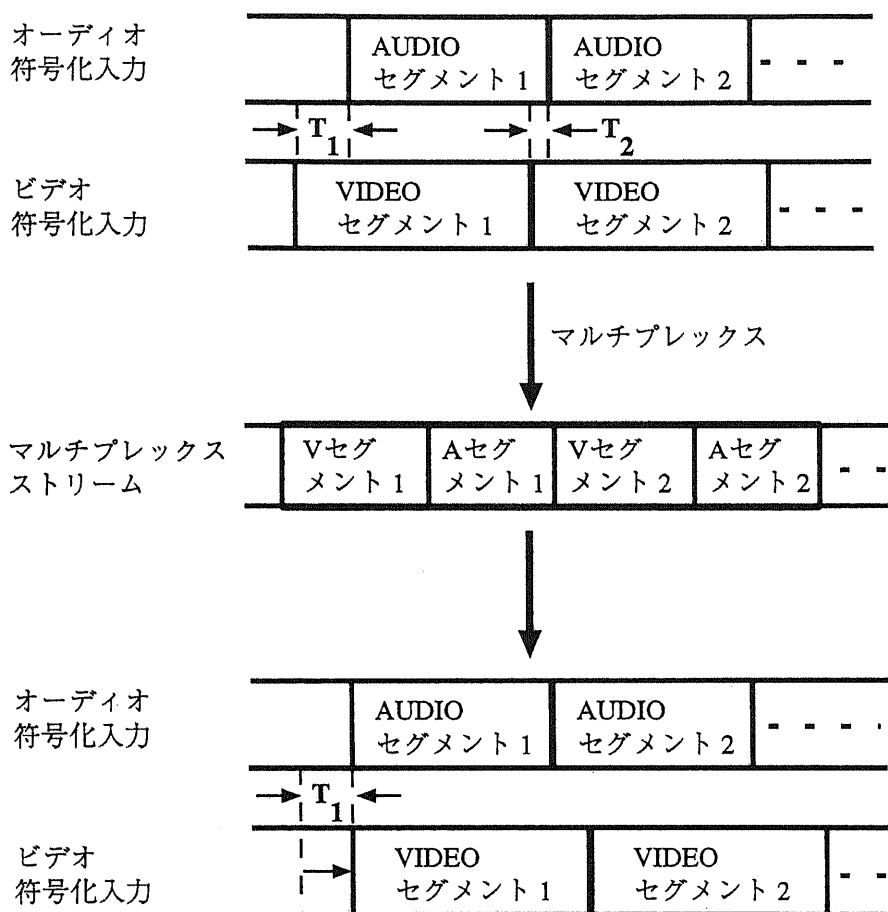 オーディオ
符号化入力
AUDIO
セグメント 1
AUDIO
セグメント 2
T1
T2
ビデオ
符号化入力
VIDEO
セグメント 1
VIDEO
セグメント 2
マルチプレックス
マルチプレックス
ストリーム
Vセグ
メント 1
Aセグ
メント 1
Vセグ
メント 2
Aセグ
メント 2
オーディオ
符号化入力
AUDIO
セグメント 1
AUDIO
セグメント 2
T1
ビデオ
符号化入力
VIDEO
セグメント 1
VIDEO
セグメント 2